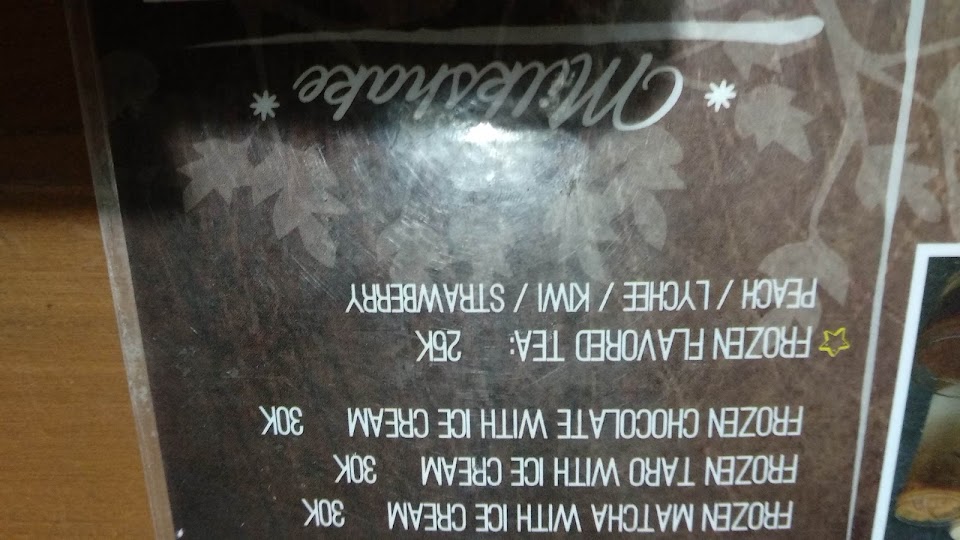 FROZEN MATCHA WITH ICE CREAM 30K
FROZEN TARO WITH ICE CREAM 30K
FROZEN CHOCOLATE WITH ICE CREAM 30K
FROZEN FLAVORED TEA: 25K
PEACH / LYCHEE / KIWI / STRAWBERRY
Milkshake